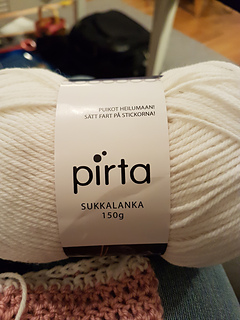 PUIKOT HEILUMAAN!
SÄTT FART PÅ STICKORNA!
pirta
SUKKALANKA
150g